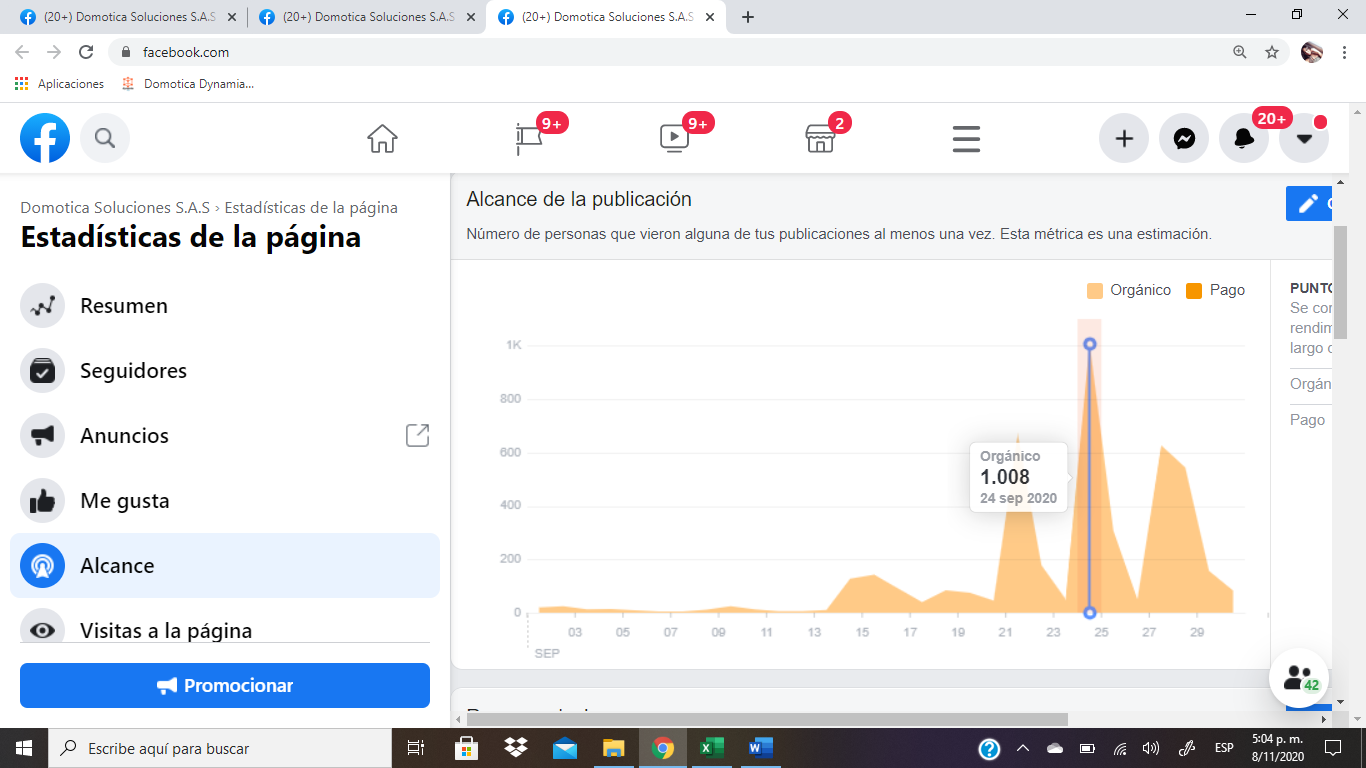 (20+) Domotica Soluciones S.A.S
(20+) Domotica Soluciones S.A.S
(20+) Domotica Soluciones S.A.S
facebook.com
Aplicaciones
Domotica Dynamia...
9+
9+
2
20+
Domotica Soluciones S.A.S › Estadísticas de la página
Estadísticas de la página
Resumen
Seguidores
Anuncios
Me gusta
Alcance
Visitas a la página
Promocionar
Alcance de la publicación
Número de personas que vieron alguna de tus publicaciones al menos una vez. Esta métrica es una estimación.
Orgánico
Pago
1K
800
600
400
200
0
Orgánico
1.008
24 sep 2020
03 05 07 09 11 13 15 17 19 21 23 25 27 29
SEP
PUNTO
Se con
rendim
largo
Orgán
Pago
42
Escribe aquí para buscar
ESP
5:04 p. m.
8/11/2020